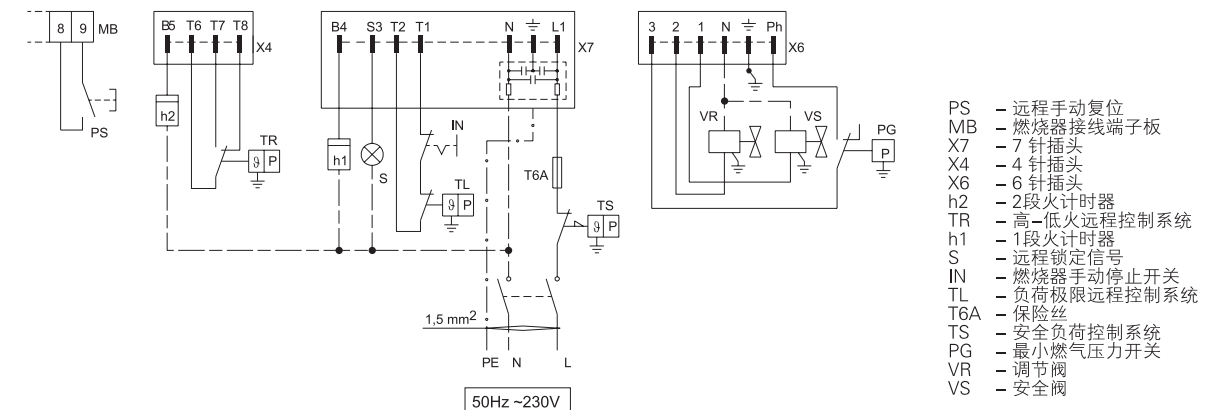 8 9 MB
PS
B5 T6 T7 T8
X4
h2
TR
ϑ P
B4 S3 T2 T1 N L1
X7
h1
S
IN
TL
ϑ P
T6A
TS
ϑ P
1,5 mm²
PE N L
50Hz ~230V
3 2 1 N Ph
X6
VR VS
PG
P
PS – 远程手动复位
MB – 燃烧器接线端子板
X7 – 7 针插头
X4 – 4 针插头
X6 – 6 针插头
h2 – 2段火计时器
TR – 高–低火远程控制系统
h1 – 1段火计时器
S – 远程锁定信号
IN – 燃烧器手动停止开关
TL – 负荷极限远程控制系统
T6A – 保险丝
TS – 安全负荷控制系统
PG – 最小燃气压力开关
VR – 调节阀
VS – 安全阀